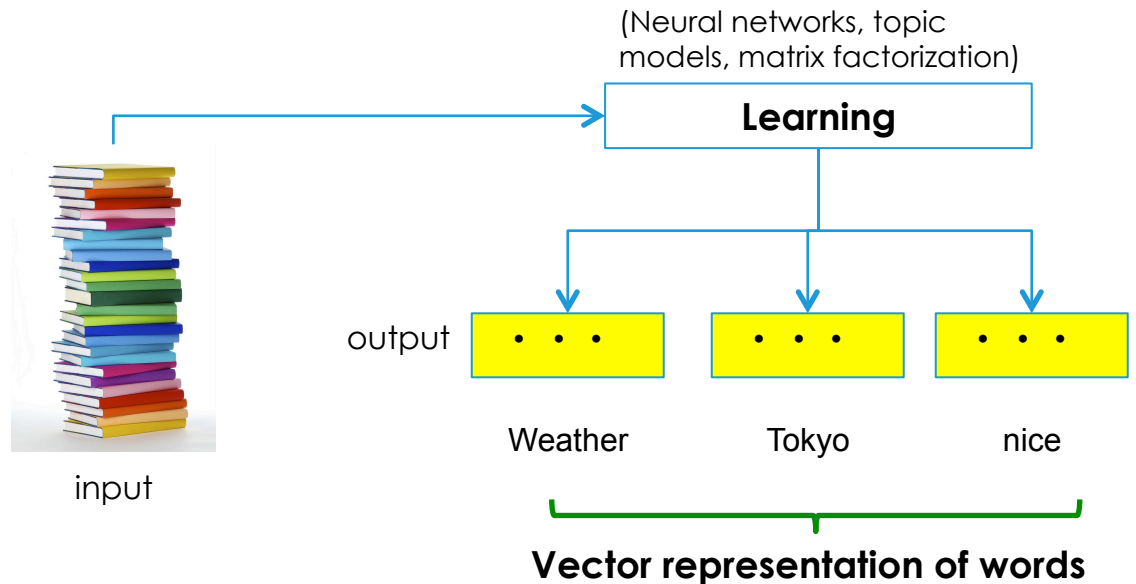 (Neural networks, topic
models, matrix factorization)
Learning
output
• • •
• • •
• • •
Weather
Tokyo
nice
input
Vector representation of words